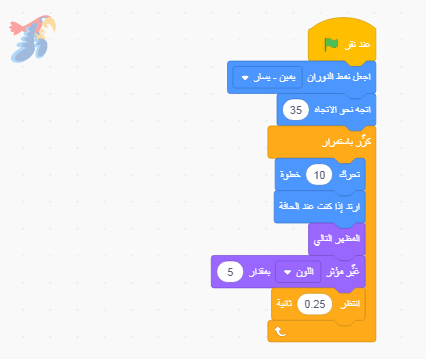 عند نقر
اجعل نمط الدوران يمين - يسار
اتجه نحو الاتجاه 35
كرِّر باستمرار
تحرك 10 خطوة
ارتد إذا كنت عند الحافة
المظهر التالي
غيِّر مؤثر اللون بمقدار 5
انتظر 0.25 ثانية